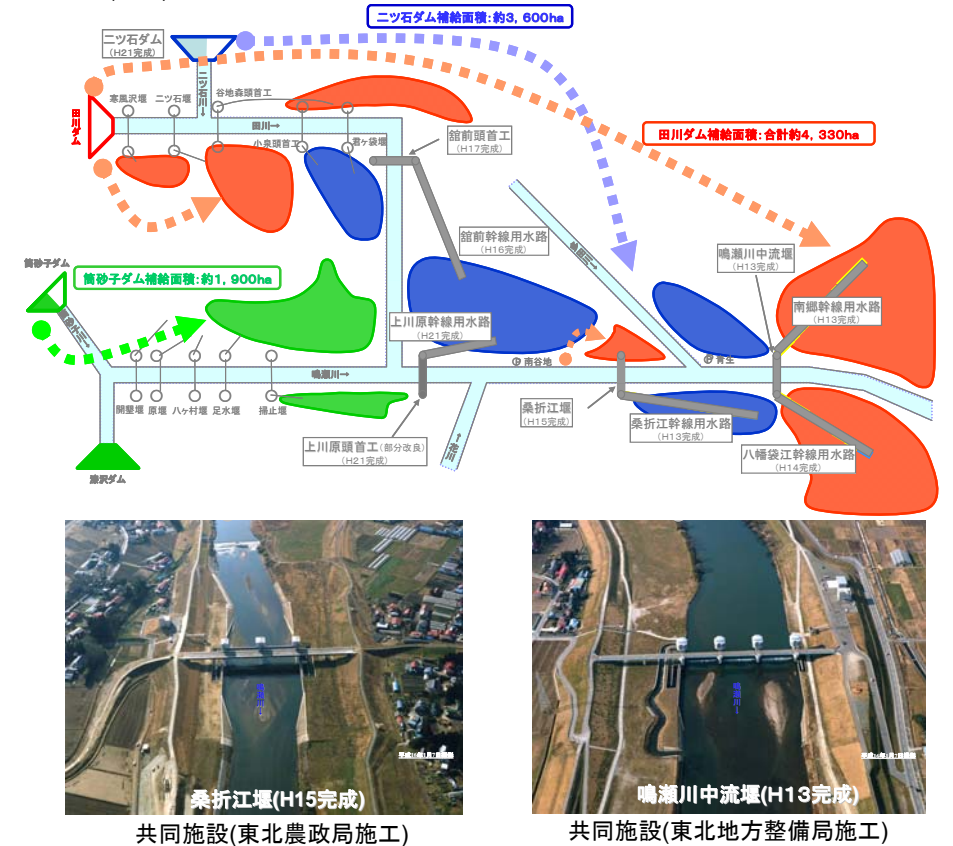 二ツ石ダム補給面積：約3，600ha
二ツ石ダム
(H21完成)
二ツ石川→
寒風沢堰
二ツ石堰
谷地森頭首工
田川ダム
田川→
小泉頭首工
君ヶ袋堰
舘前頭首工
(H17完成)
田川ダム補給面積：合計約4，330ha
舘前幹線用水路
(H16完成)
鳴瀬川中流堰
(H13完成)
筒砂子ダム
筒砂子ダム補給面積：約1，900ha
南郷幹線用水路
(H13完成)
上川原幹線用水路
(H21完成)
南谷地
青生
鳴瀬川→
開墾堰
原堰
八ヶ村堰
足水堰
掃止堰
桑折江堰
(H15完成)
桑折江幹線用水路
(H13完成)
上川原頭首工(部分改良)
(H21完成)
←花川
八幡袋江幹線用水路
(H14完成)
漆沢ダム
鳴瀬川↓
鳴瀬川↓
桑折江堰(H15完成)
鳴瀬川中流堰(H13完成)
共同施設(東北農政局施工)
共同施設(東北地方整備局施工)